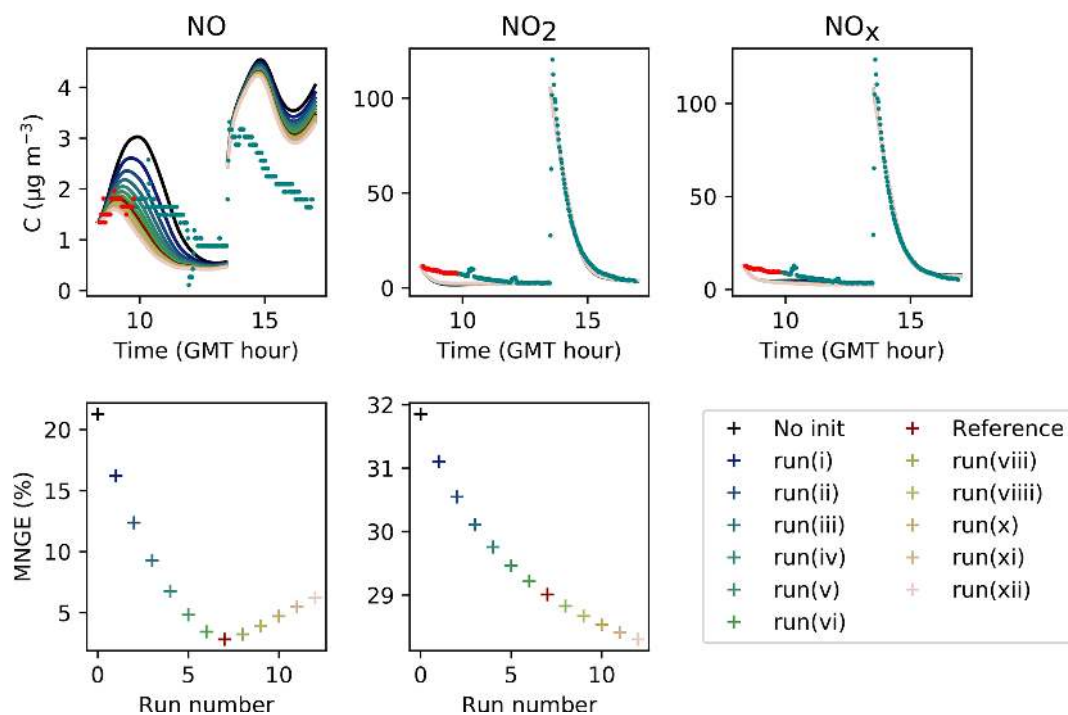 NO
NO2
NOx
C (µg m⁻³)
4
3
2
1
0
100
50
0
100
50
0
10
15
10
15
10
15
Time (GMT hour)
Time (GMT hour)
Time (GMT hour)
MNGE (%)
20
15
10
5
32
31
30
29
0
5
10
0
5
10
Run number
Run number
No init
run(i)
run(ii)
run(iii)
run(iv)
run(v)
run(vi)
Reference
run(viii)
run(viiii)
run(x)
run(xi)
run(xii)